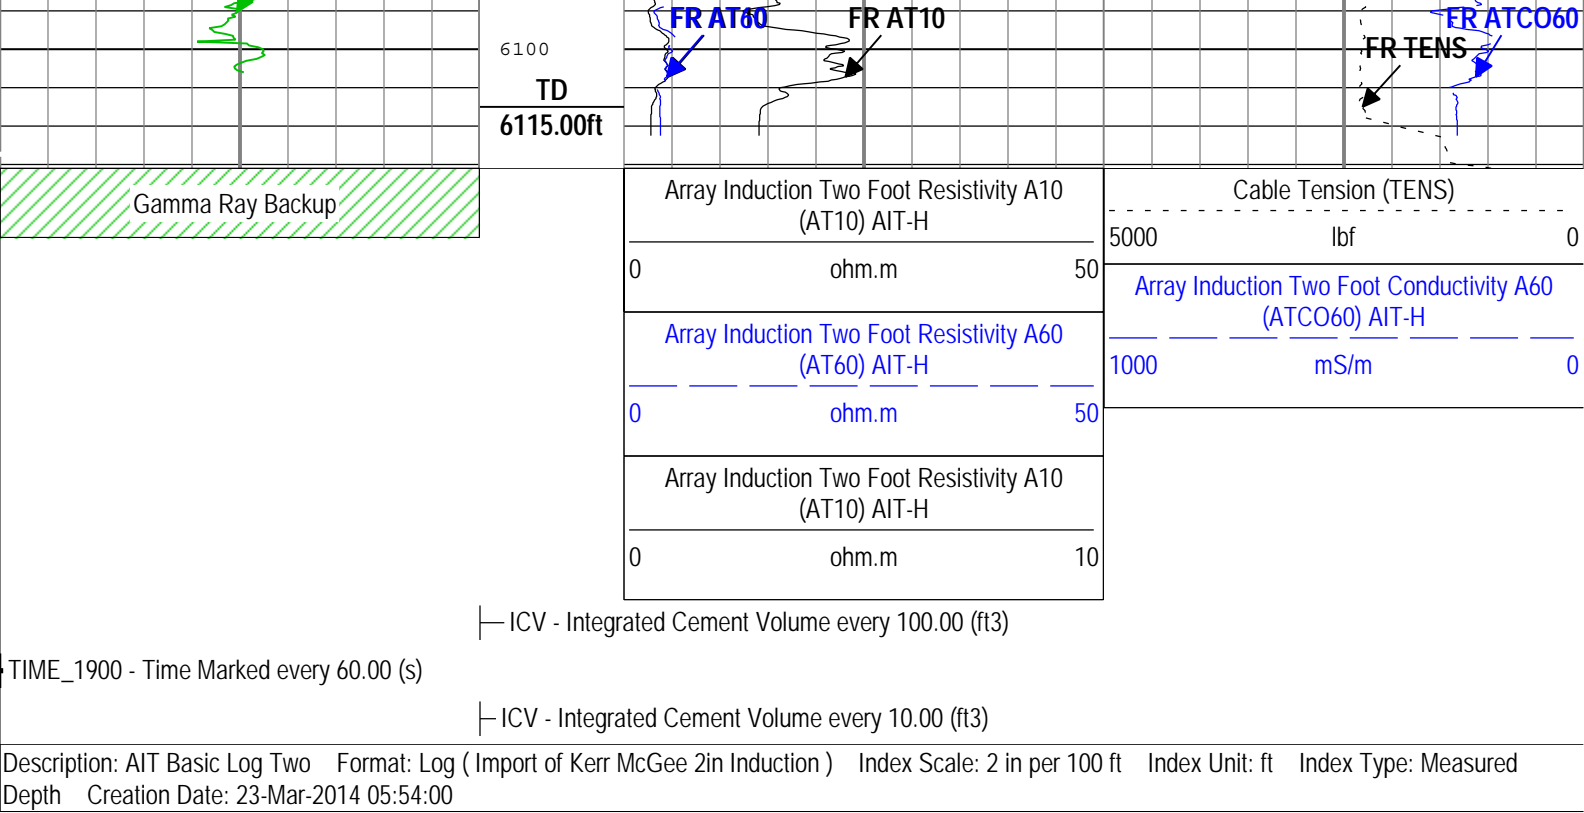 FR AT60
FR AT10
FR ATCO60
6100
FR TENS
TD
6115.00ft
Gamma Ray Backup
Array Induction Two Foot Resistivity A10
(AT10) AIT-H
0 ohm.m 50
Array Induction Two Foot Resistivity A60
(AT60) AIT-H
0 ohm.m 50
Array Induction Two Foot Resistivity A10
(AT10) AIT-H
0 ohm.m 10
Cable Tension (TENS)
5000 lbf 0
Array Induction Two Foot Conductivity A60
(ATCO60) AIT-H
1000 mS/m 0
ICV - Integrated Cement Volume every 100.00 (ft3)
TIME_1900 - Time Marked every 60.00 (s)
ICV - Integrated Cement Volume every 10.00 (ft3)
Description: AIT Basic Log Two Format: Log ( Import of Kerr McGee 2in Induction ) Index Scale: 2 in per 100 ft Index Unit: ft Index Type: Measured
Depth Creation Date: 23-Mar-2014 05:54:00